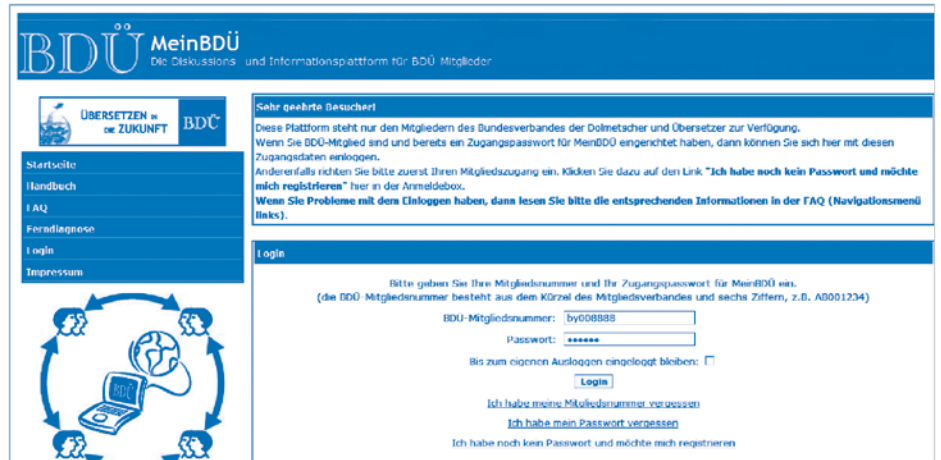 BDÜ MeinBDÜ
Die Diskussions- und Informationsplattform für BDÜ-Mitglieder
ÜBERSETZEN IN
DIE ZUKUNFT
BDÜ
Startseite
Handbuch
FAQ
Ferndiagnose
Login
Impressum
BDÜ
Sehr geehrte Besucher!
Diese Plattform steht nur den Mitgliedern des Bundesverbandes der Dolmetscher und Übersetzer zur Verfügung.
Wenn Sie BDÜ-Mitglied sind und bereits ein Zugangspasswort für MeinBDÜ eingerichtet haben, dann können Sie sich hier mit diesen
Zugangsdaten einloggen.
Anderenfalls richten Sie bitte zuerst Ihren Mitgliedszugang ein. Klicken Sie dazu auf den Link "Ich habe noch kein Passwort und möchte
mich registrieren" hier in der Anmeldebox.
Wenn Sie Probleme mit dem Einloggen haben, dann lesen Sie bitte die entsprechenden Informationen in der FAQ (Navigationsmenü
links).
Login
Bitte geben Sie Ihre Mitgliedsnummer und Ihr Zugangspasswort für MeinBDÜ ein.
(die BDÜ-Mitgliedsnummer besteht aus dem Kürzel des Mitgliedsverbandes und sechs Ziffern, z.B. AB001234)
BDÜ-Mitgliedsnummer: by008888
Passwort: ••••••
Bis zum eigenen Ausloggen eingeloggt bleiben:
Login
Ich habe meine Mitgliedsnummer vergessen
Ich habe mein Passwort vergessen
Ich habe noch kein Passwort und möchte mich registrieren